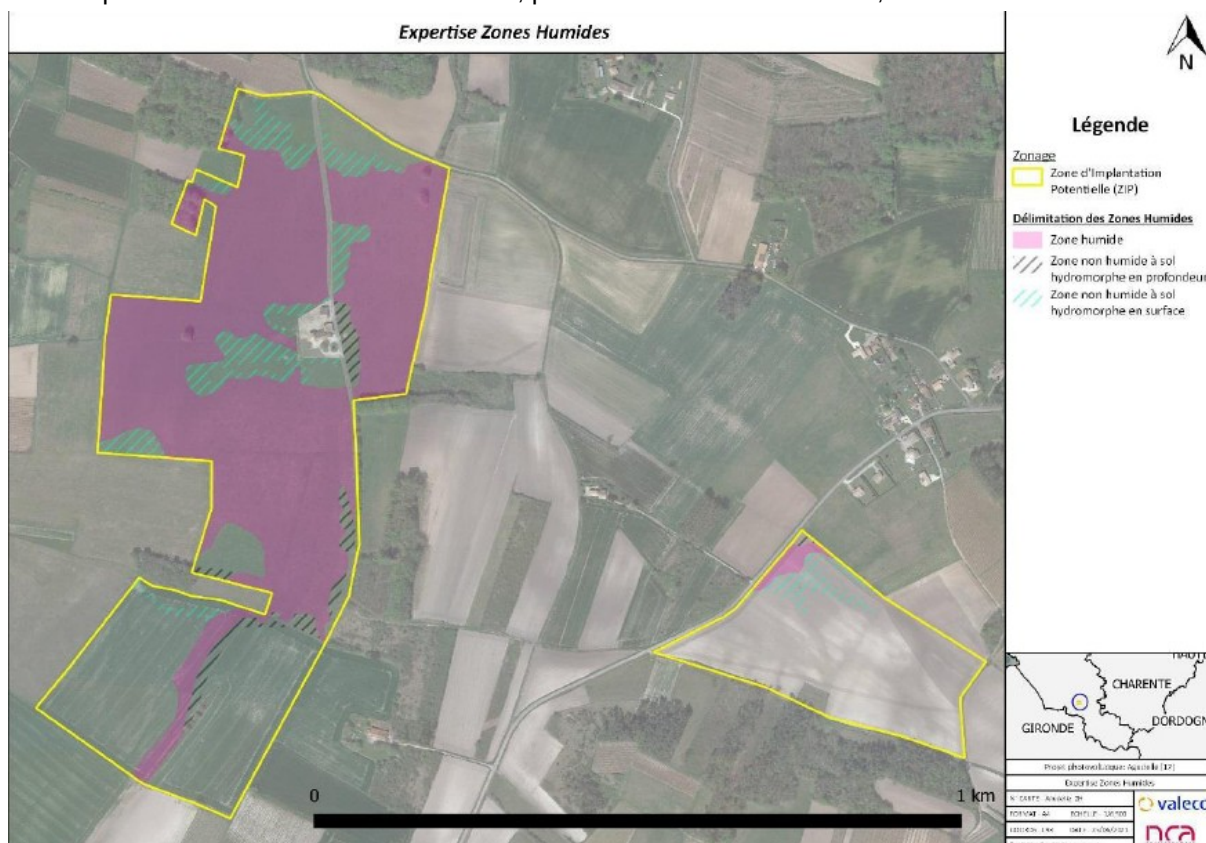 Expertise Zones Humides
N
Légende
Zonage
Zone d'Implantation
Potentielle (ZIP)
Délimitation des Zones Humides
Zone humide
Zone non humide à sol
hydromorphe en profondeur
Zone non humide à sol
hydromorphe en surface
0
1 km
CHARENTE
GIRONDE
DORDOGN
Expertise Zones Humides
valeco
nca